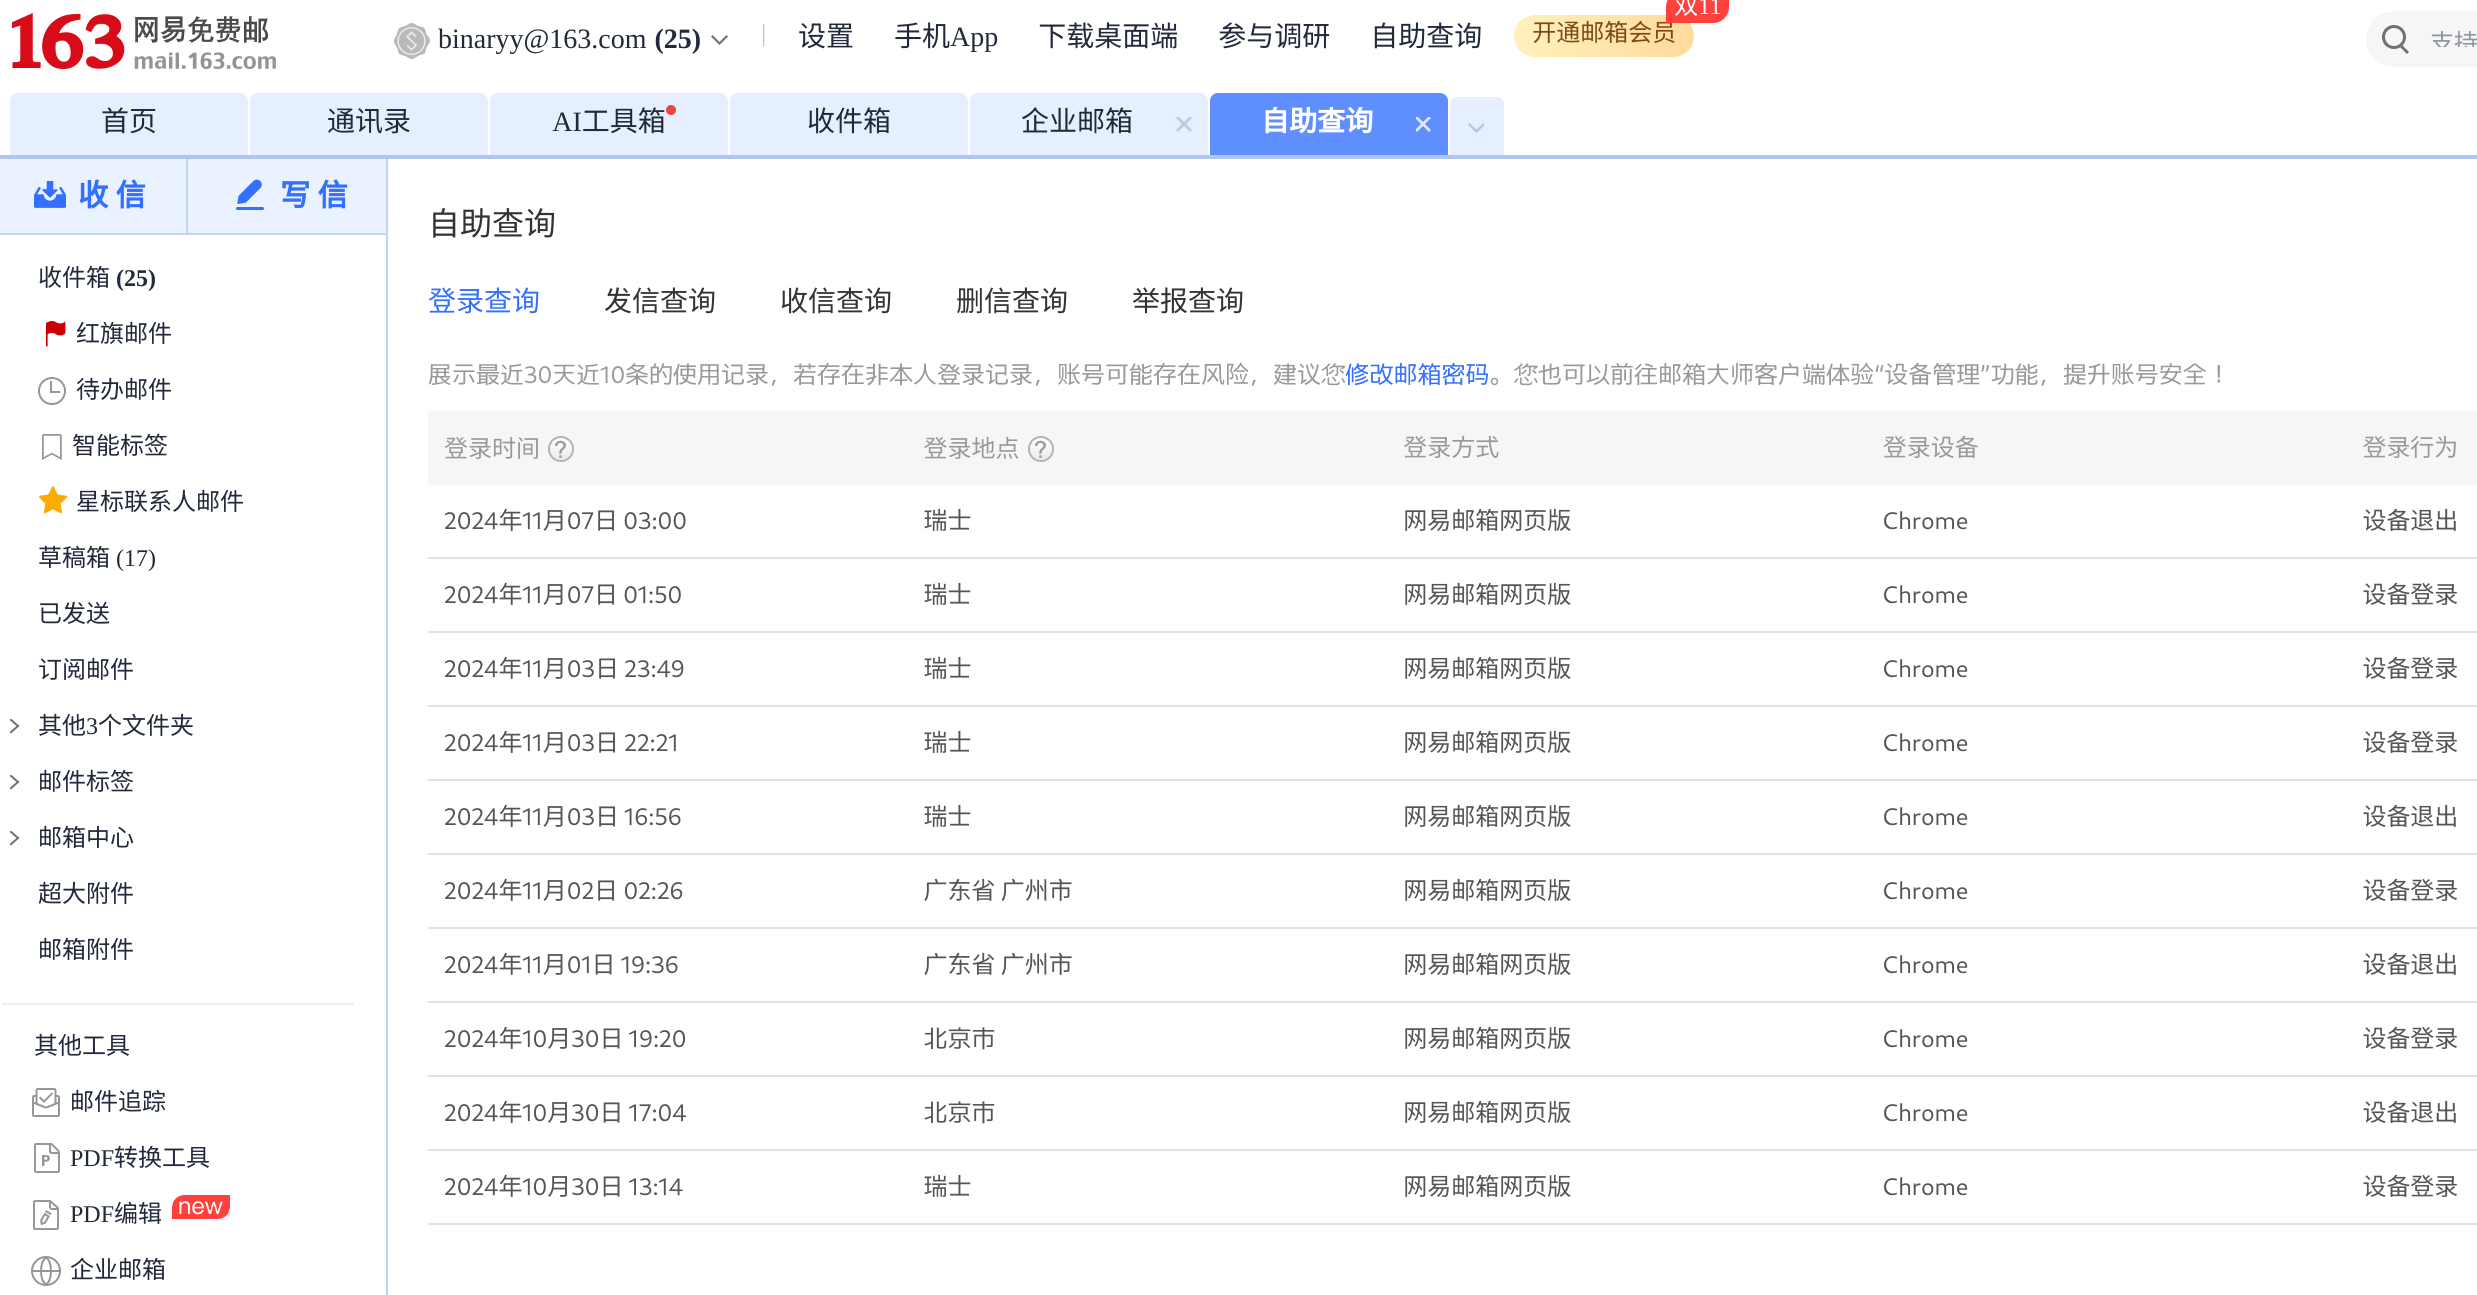 163 网易免费邮
mail.163.com
binaryy@163.com (25)
设置 手机App 下载桌面端 参与调研 自助查询 开通邮箱会员 双11
支持
首页 通讯录 AI工具箱 收件箱 企业邮箱 自助查询
收信 写信
收件箱 (25)
红旗邮件
待办邮件
智能标签
星标联系人邮件
草稿箱 (17)
已发送
订阅邮件
其他3个文件夹
邮件标签
邮箱中心
超大附件
邮箱附件
其他工具
邮件追踪
PDF转换工具
PDF编辑 new
企业邮箱
自助查询
登录查询 发信查询 收信查询 删信查询 举报查询
展示最近30天近10条的使用记录，若存在非本人登录记录，账号可能存在风险，建议您修改邮箱密码。您也可以前往邮箱大师客户端体验“设备管理”功能，提升账号安全！
登录时间 ? 登录地点 ? 登录方式 登录设备 登录行为
2024年11月07日 03:00 瑞士 网易邮箱网页版 Chrome 设备退出
2024年11月07日 01:50 瑞士 网易邮箱网页版 Chrome 设备登录
2024年11月03日 23:49 瑞士 网易邮箱网页版 Chrome 设备登录
2024年11月03日 22:21 瑞士 网易邮箱网页版 Chrome 设备登录
2024年11月03日 16:56 瑞士 网易邮箱网页版 Chrome 设备退出
2024年11月02日 02:26 广东省 广州市 网易邮箱网页版 Chrome 设备登录
2024年11月01日 19:36 广东省 广州市 网易邮箱网页版 Chrome 设备退出
2024年10月30日 19:20 北京市 网易邮箱网页版 Chrome 设备登录
2024年10月30日 17:04 北京市 网易邮箱网页版 Chrome 设备退出
2024年10月30日 13:14 瑞士 网易邮箱网页版 Chrome 设备登录